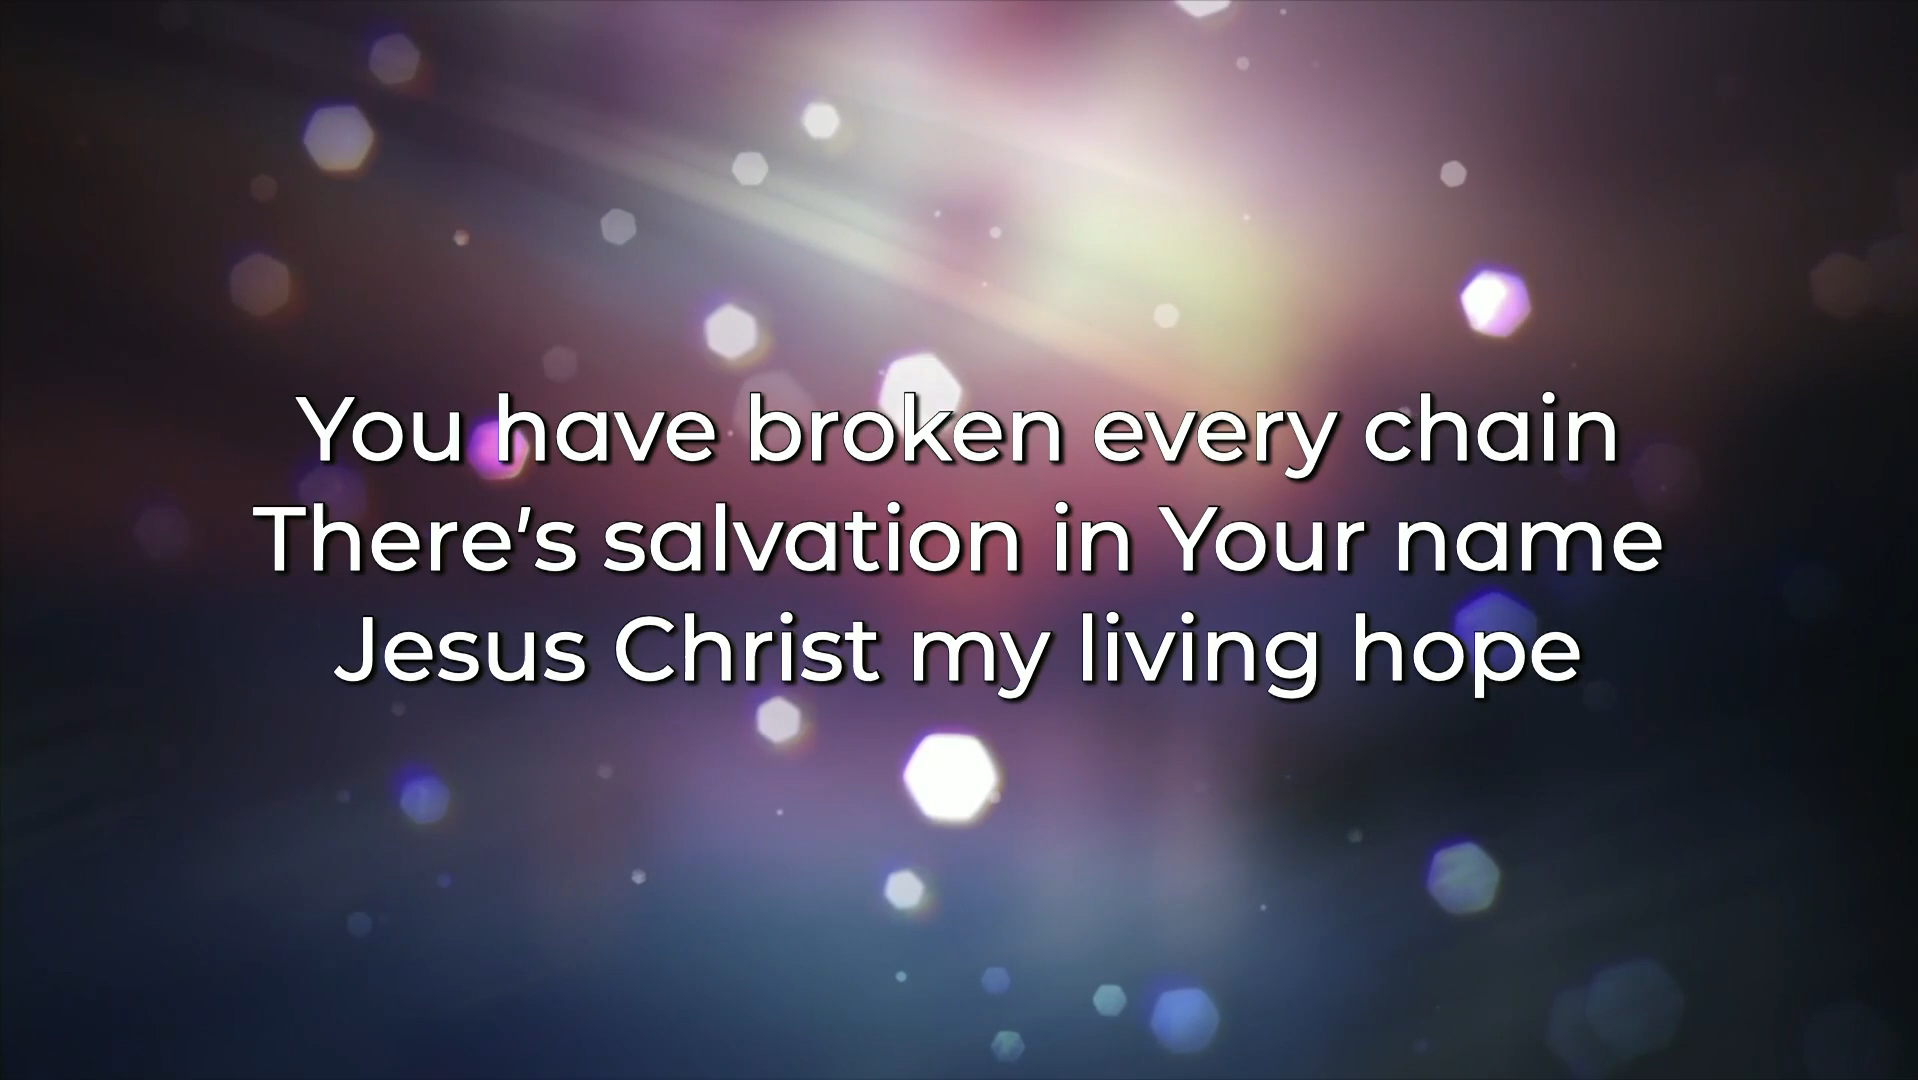 You have broken every chain
There's salvation in Your name
Jesus Christ my living hope